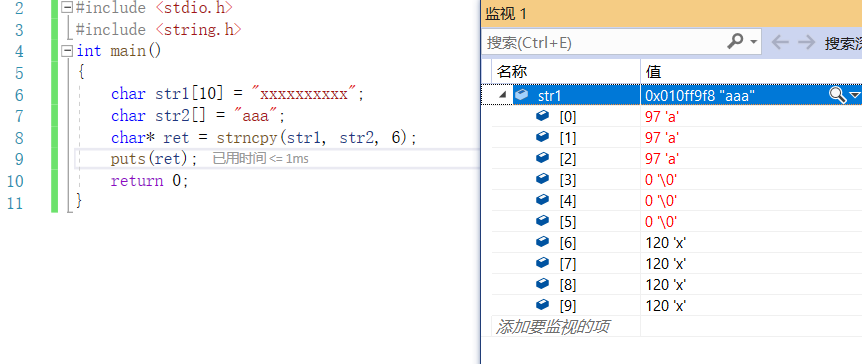 2 #include <stdio.h>
3 #include <string.h>
4 int main()
5 {
6 char str1[10] = "xxxxxxxxxx";
7 char str2[] = "aaa";
8 char* ret = strncpy(str1, str2, 6);
9 puts(ret); 已用时间 <= 1ms
10 return 0;
11 }
监视 1
搜索(Ctrl+E) 搜索深
名称 值
str1 0x010ff9f8 "aaa"
[0] 97 'a'
[1] 97 'a'
[2] 97 'a'
[3] 0 '\0'
[4] 0 '\0'
[5] 0 '\0'
[6] 120 'x'
[7] 120 'x'
[8] 120 'x'
[9] 120 'x'
添加要监视的项